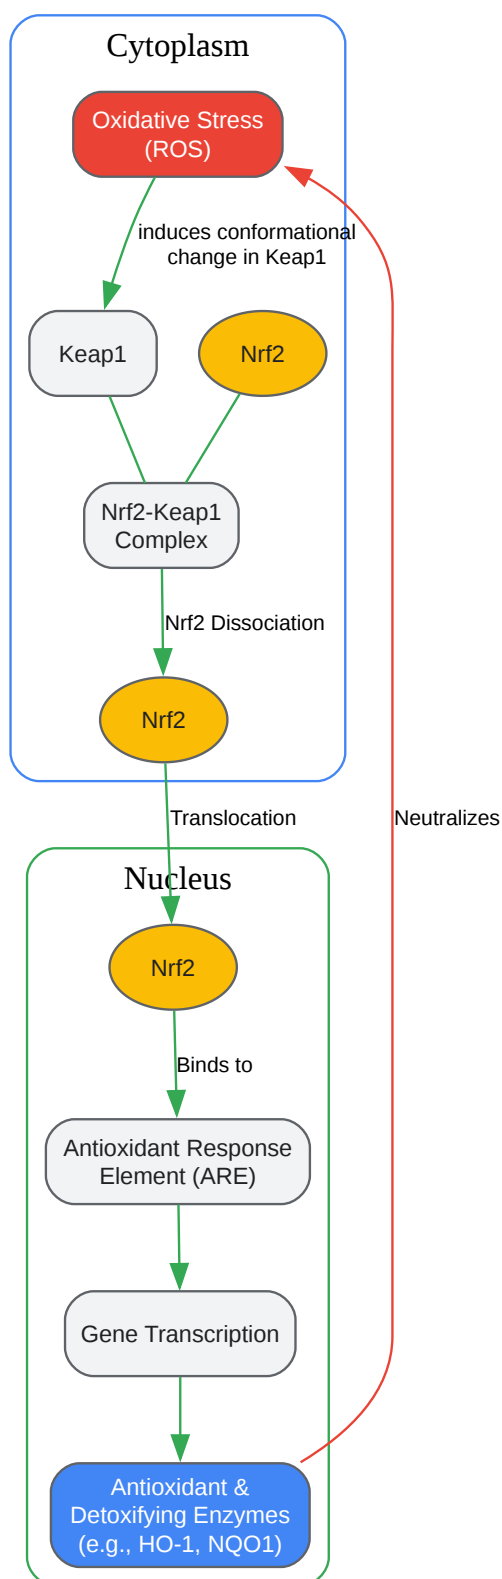 Cytoplasm
Oxidative Stress
(ROS)
induces conformational
change in Keap1
Keap1
Nrf2
Nrf2-Keap1
Complex
Nrf2 Dissociation
Nrf2
Translocation
Neutralizes
Nucleus
Nrf2
Binds to
Antioxidant Response
Element (ARE)
Gene Transcription
Antioxidant &
Detoxifying Enzymes
(e.g., HO-1, NQO1)